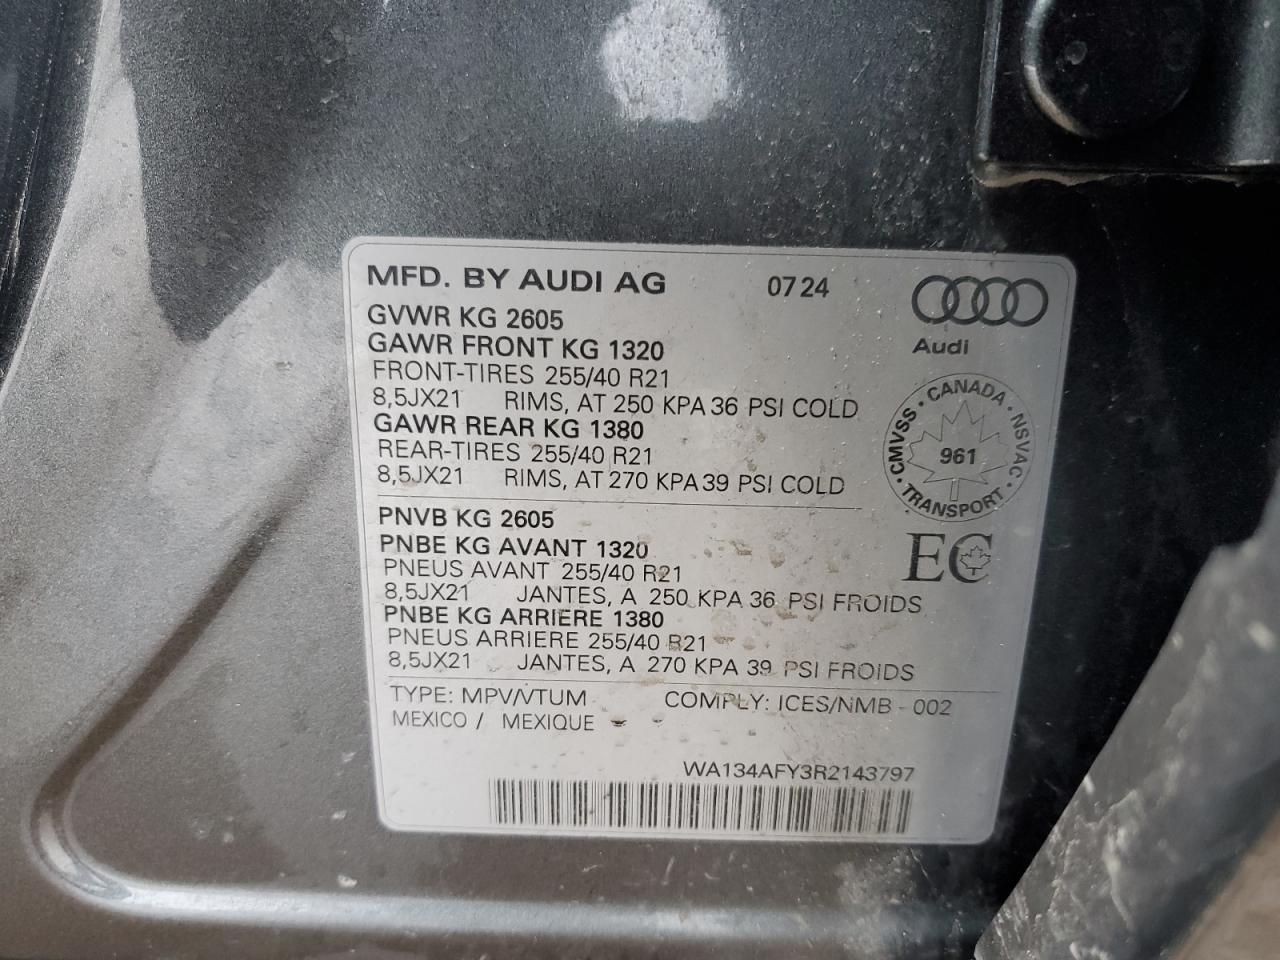 MFD. BY AUDI AG 0724
Audi
GVWR KG 2605
GAWR FRONT KG 1320
FRONT-TIRES 255/40 R21
8,5JX21 RIMS, AT 250 KPA 36 PSI COLD
GAWR REAR KG 1380
REAR-TIRES 255/40 R21
8,5JX21 RIMS, AT 270 KPA 39 PSI COLD
CMVSS · CANADA · NSVAC · TRANSPORT ·
961
PNVB KG 2605
PNBE KG AVANT 1320
PNEUS AVANT 255/40 R21
8,5JX21 JANTES, A 250 KPA 36 PSI FROIDS
PNBE KG ARRIERE 1380
PNEUS ARRIERE 255/40 R21
8,5JX21 JANTES, A 270 KPA 39 PSI FROIDS
EC
TYPE: MPV/VTUM COMPLY: ICES/NMB - 002
MEXICO / MEXIQUE
WA134AFY3R2143797